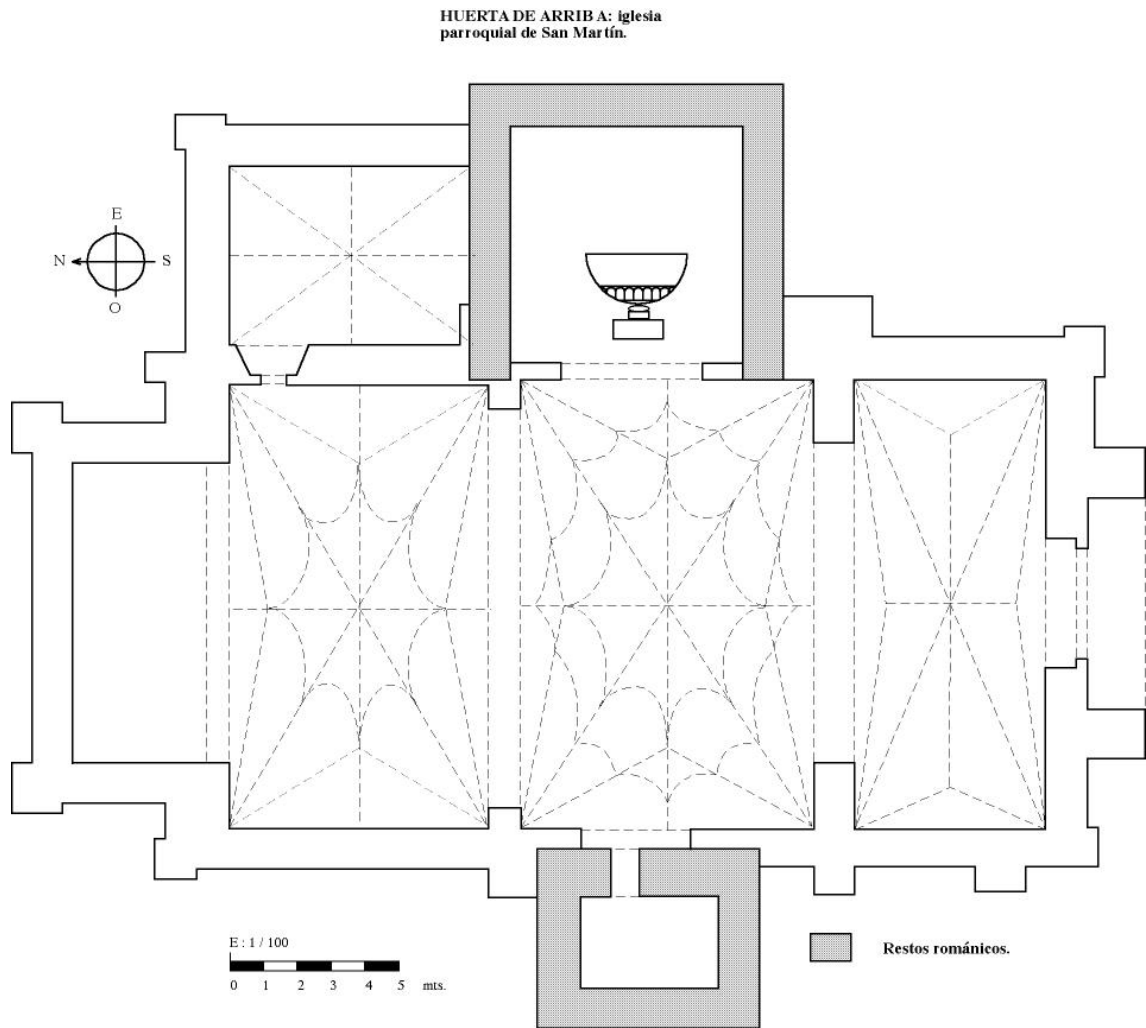 HUERTA DE ARRIBA: iglesia
parroquial de San Martín.
E
N S
O
E : 1 / 100
0 1 2 3 4 5 mts.
Restos románicos.